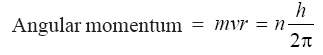 Angular momentum = mvr = n h/2π